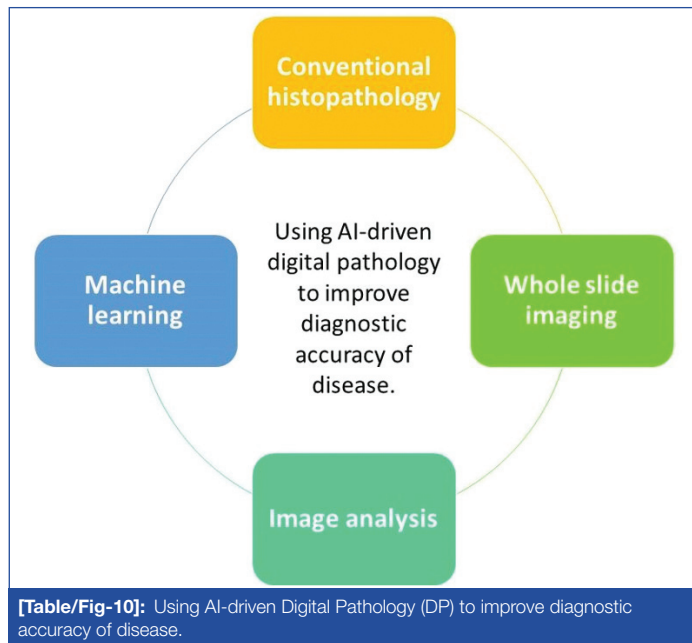 Conventional
histopathology
Machine
learning
Using AI-driven
digital pathology
to improve
diagnostic
accuracy of
disease.
Whole slide
imaging
Image analysis
[Table/Fig-10]: Using AI-driven Digital Pathology (DP) to improve diagnostic
accuracy of disease.